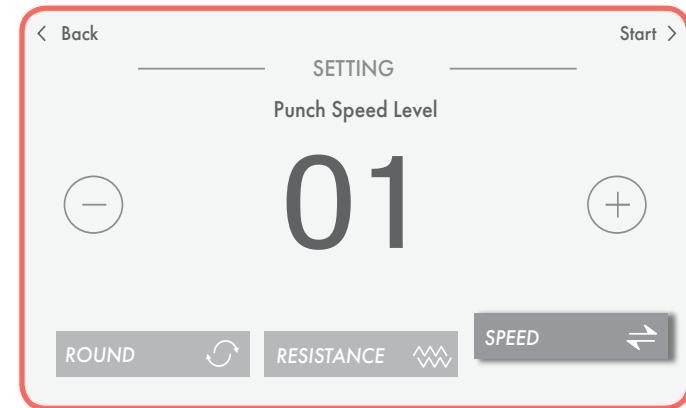 Back
Start
SETTING
Punch Speed Level
01
ROUND
RESISTANCE
SPEED